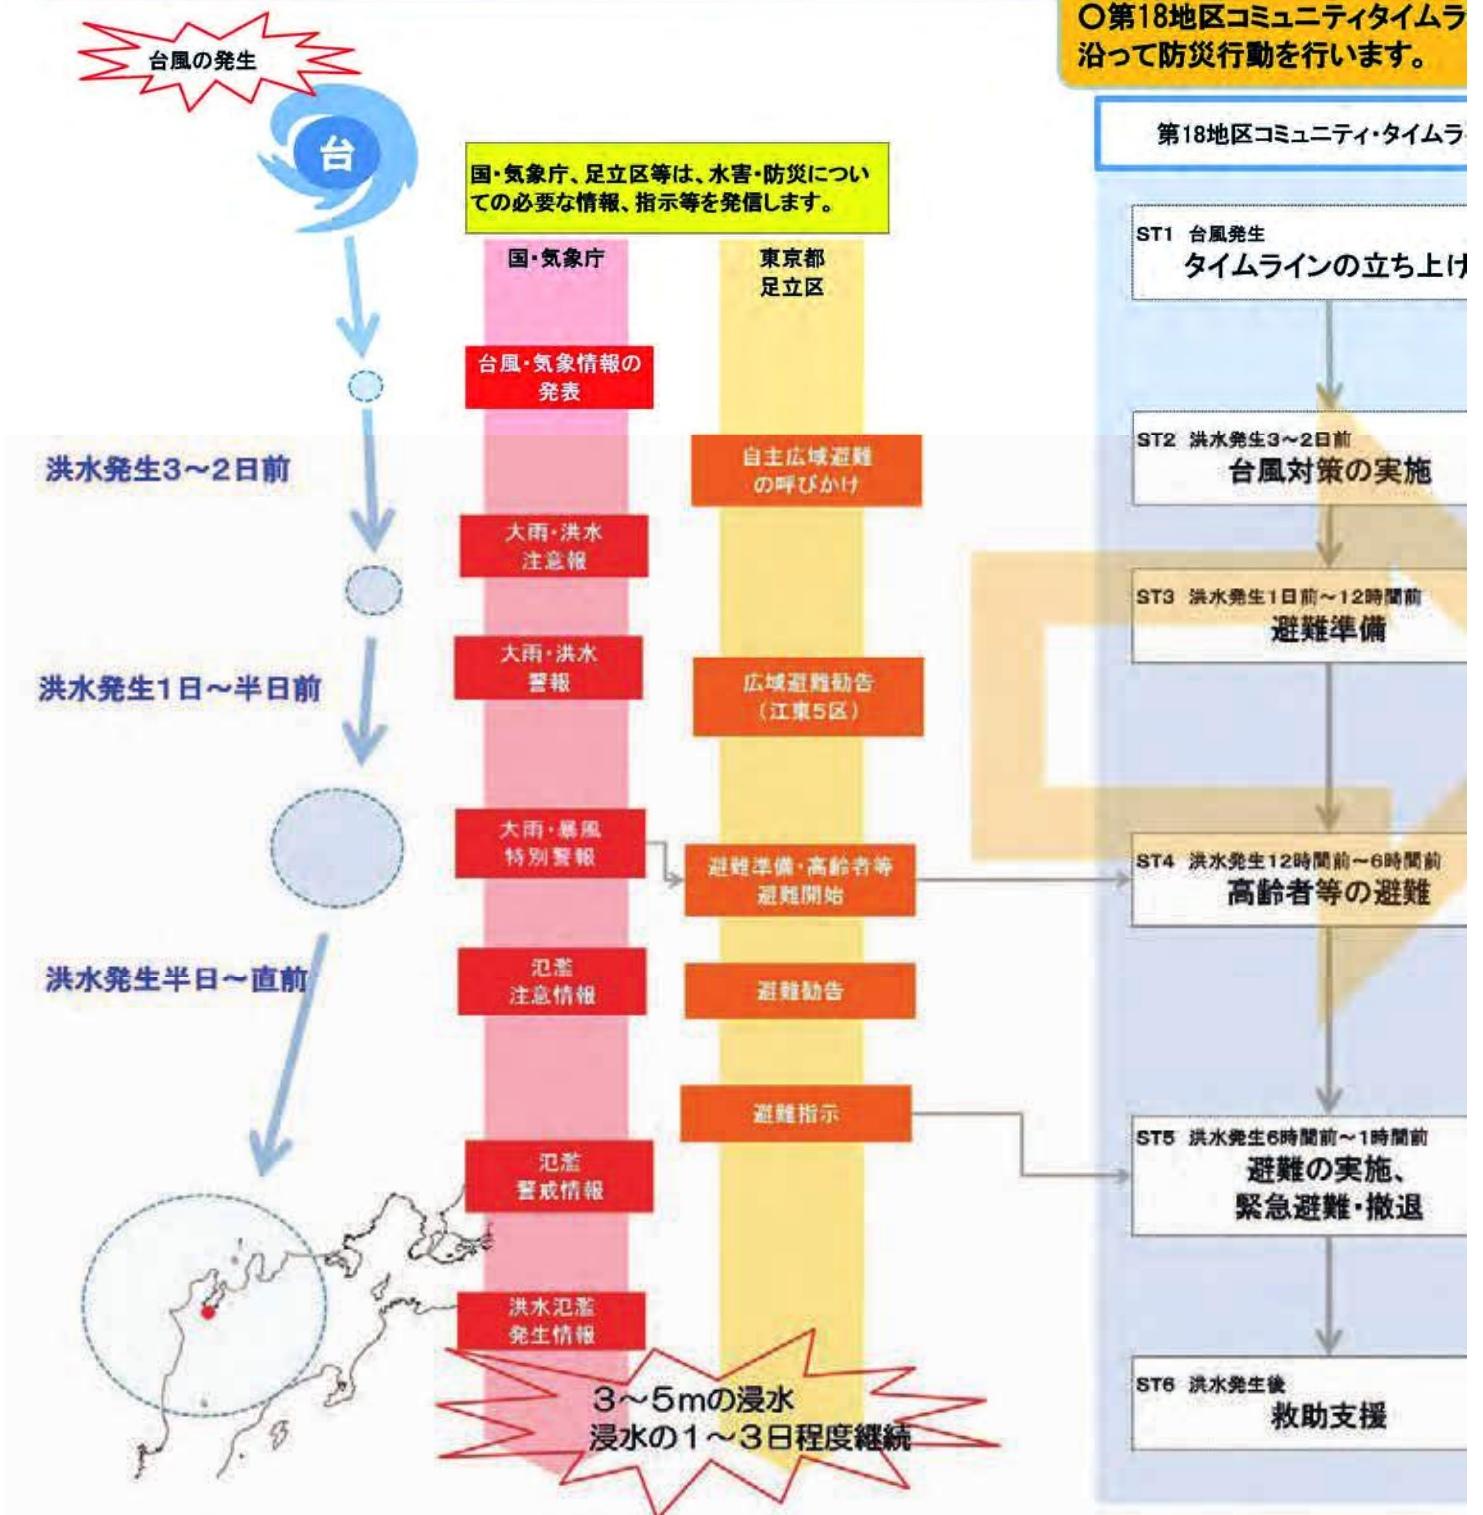 台風の発生
台
国・気象庁、足立区等は、水害・防災につい
ての必要な情報、指示等を発信します。
国・気象庁
東京都
足立区
台風・気象情報の
発表
洪水発生3～2日前
自主広域避難
の呼びかけ
大雨・洪水
注意報
洪水発生1日～半日前
大雨・洪水
警報
広域避難勧告
(江東5区)
大雨・暴風
特別警報
避難準備・高齢者等
避難開始
洪水発生半日～直前
氾濫
注意情報
避難勧告
避難指示
氾濫
警戒情報
洪水氾濫
発生情報
3～5mの浸水
浸水の1～3日程度継続
〇第18地区コミュニティタイムラ
沿って防災行動を行います。
第18地区コミュニティ・タイムラ
ST1 台風発生
タイムラインの立ち上げ
ST2 洪水発生3～2日前
台風対策の実施
ST3 洪水発生1日前～12時間前
避難準備
ST4 洪水発生12時間前～6時間前
高齢者等の避難
ST5 洪水発生6時間前～1時間前
避難の実施、
緊急避難・撤退
ST6 洪水発生後
救助支援